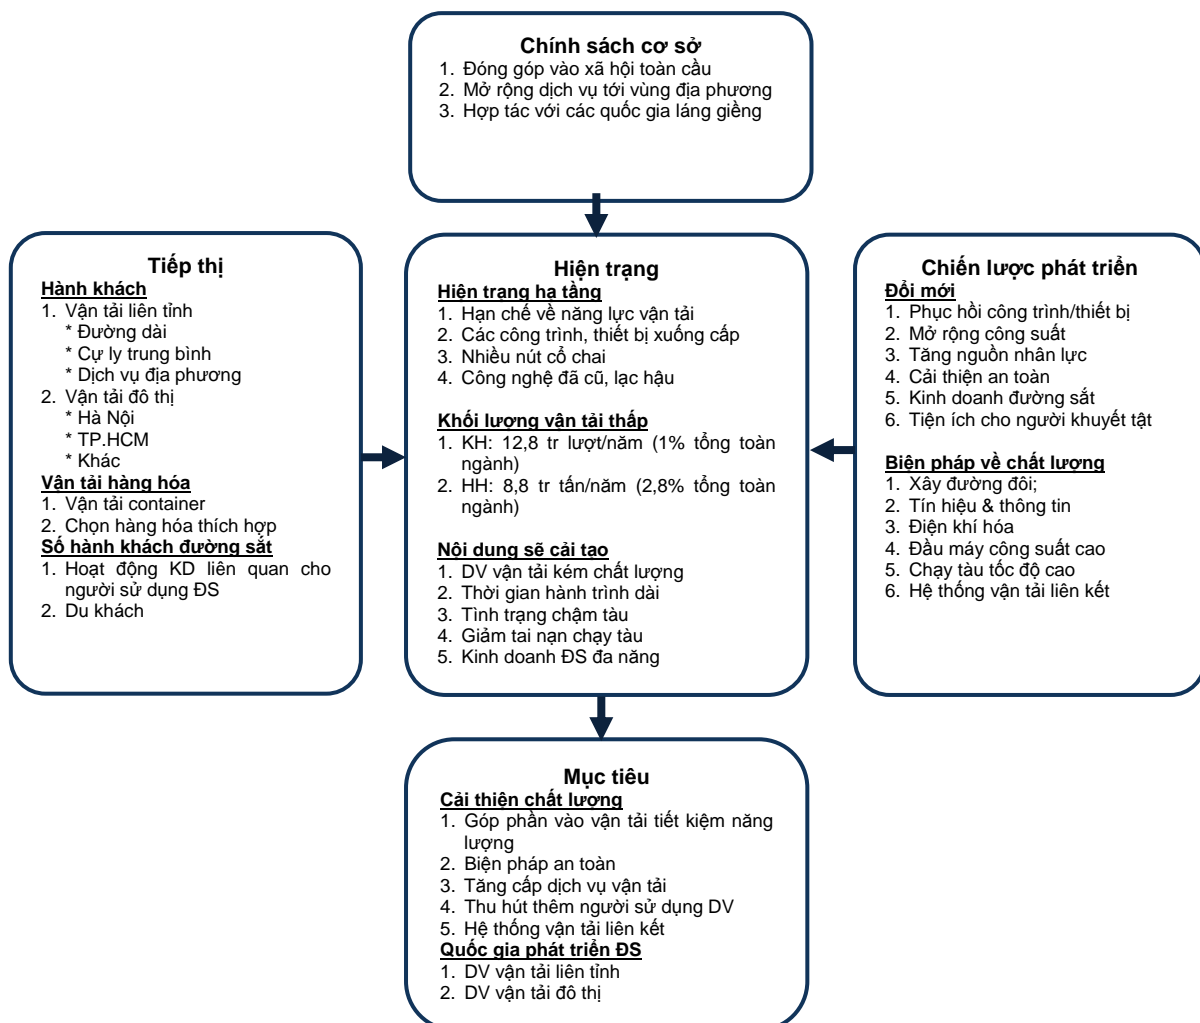 Chính sách cơ sở
1. Đóng góp vào xã hội toàn cầu
2. Mở rộng dịch vụ tới vùng địa phương
3. Hợp tác với các quốc gia láng giềng
Tiếp thị
Hành khách
1. Vận tải liên tỉnh
* Đường dài
* Cự ly trung bình
* Dịch vụ địa phương
2. Vận tải đô thị
* Hà Nội
* TP.HCM
* Khác
Vận tải hàng hóa
1. Vận tải container
2. Chọn hàng hóa thích hợp
Số hành khách đường sắt
1. Hoạt động KD liên quan cho
người sử dụng ĐS
2. Du khách
Hiện trạng
Hiện trạng hạ tầng
1. Hạn chế về năng lực vận tải
2. Các công trình, thiết bị xuống cấp
3. Nhiều nút cổ chai
4. Công nghệ đã cũ, lạc hậu
Khối lượng vận tải thấp
1. KH: 12,8 tr lượt/năm (1% tổng toàn
ngành)
2. HH: 8,8 tr tấn/năm (2,8% tổng toàn
ngành)
Nội dung sẽ cải tạo
1. DV vận tải kém chất lượng
2. Thời gian hành trình dài
3. Tình trạng chậm tàu
4. Giảm tai nạn chạy tàu
5. Kinh doanh ĐS đa năng
Chiến lược phát triển
Đổi mới
1. Phục hồi công trình/thiết bị
2. Mở rộng công suất
3. Tăng nguồn nhân lực
4. Cải thiện an toàn
5. Kinh doanh đường sắt
6. Tiện ích cho người khuyết tật
Biện pháp về chất lượng
1. Xây đường đôi;
2. Tín hiệu & thông tin
3. Điện khí hóa
4. Đầu máy công suất cao
5. Chạy tàu tốc độ cao
6. Hệ thống vận tải liên kết
Mục tiêu
Cải thiện chất lượng
1. Góp phần vào vận tải tiết kiệm năng
lượng
2. Biện pháp an toàn
3. Tăng cấp dịch vụ vận tải
4. Thu hút thêm người sử dụng DV
5. Hệ thống vận tải liên kết
Quốc gia phát triển ĐS
1. DV vận tải liên tỉnh
2. DV vận tải đô thị